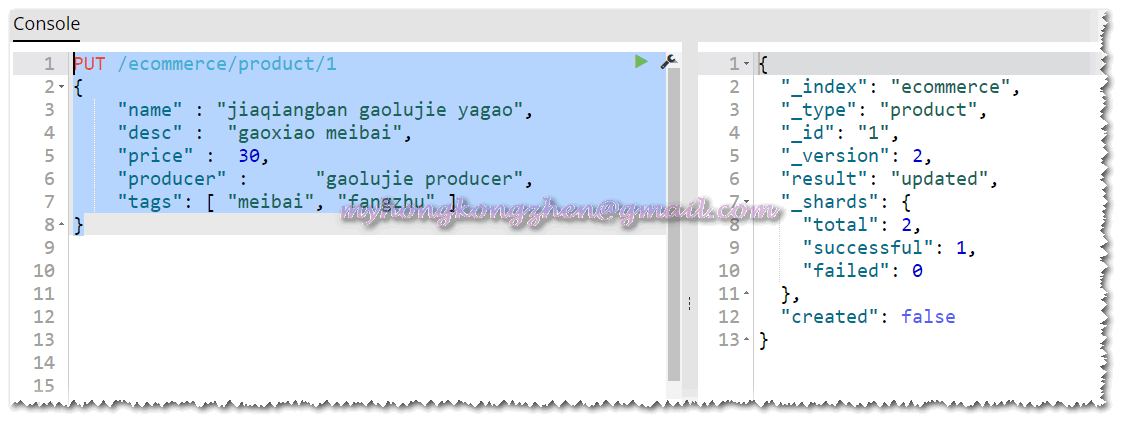 Console
1 PUT /ecommerce/product/1
2 {
3 "name" : "jiaqiangban gaolujie yagao",
4 "desc" : "gaoxiao meibai",
5 "price" : 30,
6 "producer" : "gaolujie producer",
7 "tags": [ "meibai", "fangzhu" ]
8 }
9
10
11
12
13
14
15
1 {
2 "_index": "ecommerce",
3 "_type": "product",
4 "_id": "1",
5 "_version": 2,
6 "result": "updated",
7 "_shards": {
8 "total": 2,
9 "successful": 1,
10 "failed": 0
11 },
12 "created": false
13 }
myhongkongzhen@gmail.com